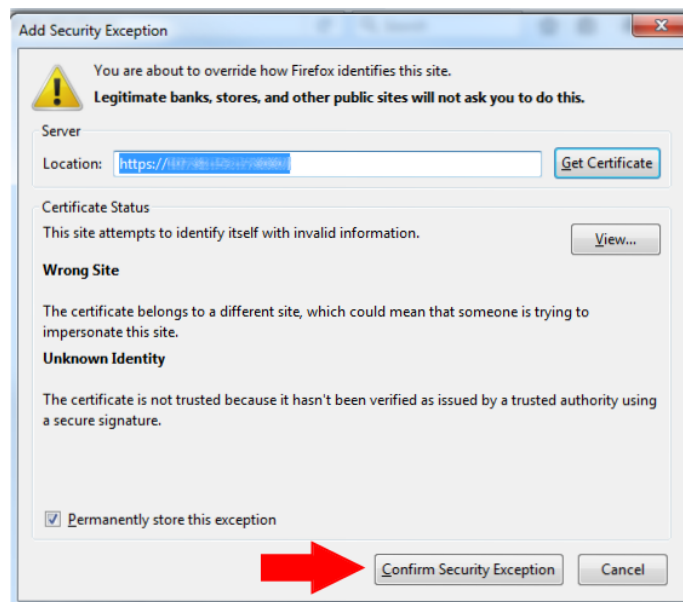 Add Security Exception
You are about to override how Firefox identifies this site.
Legitimate banks, stores, and other public sites will not ask you to do this.
Server
Location: https://
Get Certificate
Certificate Status
This site attempts to identify itself with invalid information.
View...
Wrong Site
The certificate belongs to a different site, which could mean that someone is trying to
impersonate this site.
Unknown Identity
The certificate is not trusted because it hasn't been verified as issued by a trusted authority using
a secure signature.
Permanently store this exception
Confirm Security Exception
Cancel